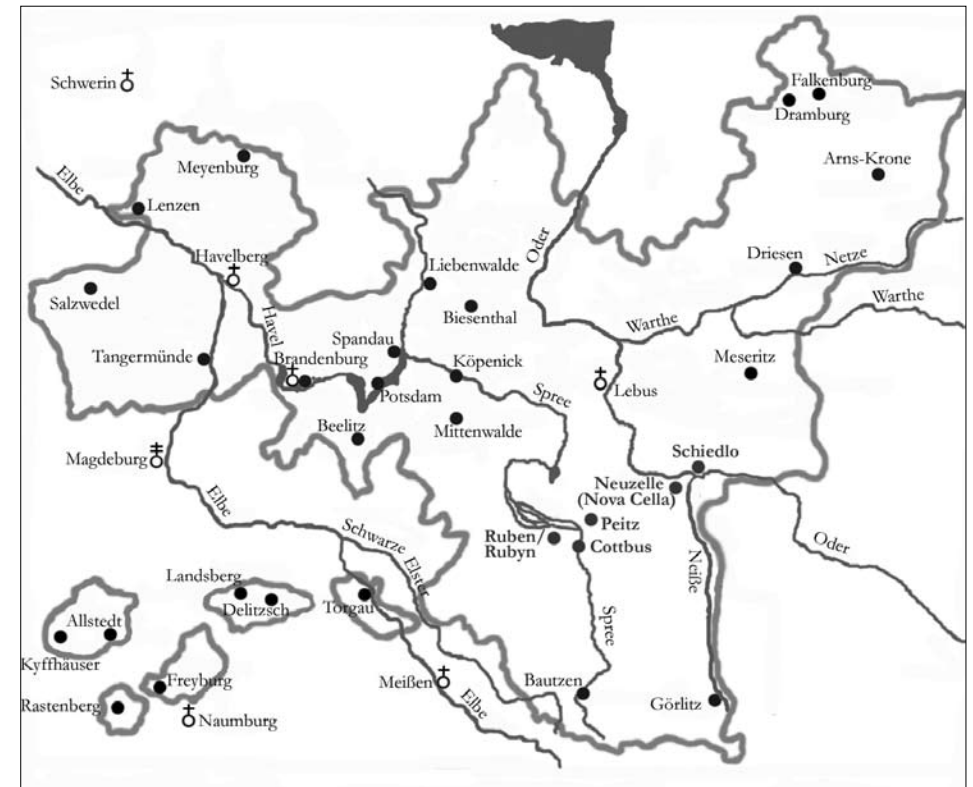 Falkenburg
Schwerin
Dramburg
Meyenburg
Arns-Krone
Elbe
Lenzen
Oder
Havelberg
Driesen
Netze
Liebenwalde
Salzwedel
Warthe
Biesenthal
Havel
Warthe
Spandau
Tangermünde
Brandenburg
Köpenick
Meseritz
Potsdam
Spree
Lebus
Beelitz
Mittenwalde
Magdeburg
Schiedlo
Neuzelle
(Nova Cella)
Elbe
Peitz
Schwarze Elster
Ruben/
Rubyn
Cottbus
Oder
Neiße
Landsberg
Delitzsch
Torgau
Allstedt
Spree
Kyffhäuser
Freyburg
Meißen
Bautzen
Rastenberg
Elbe
Görlitz
Naumburg